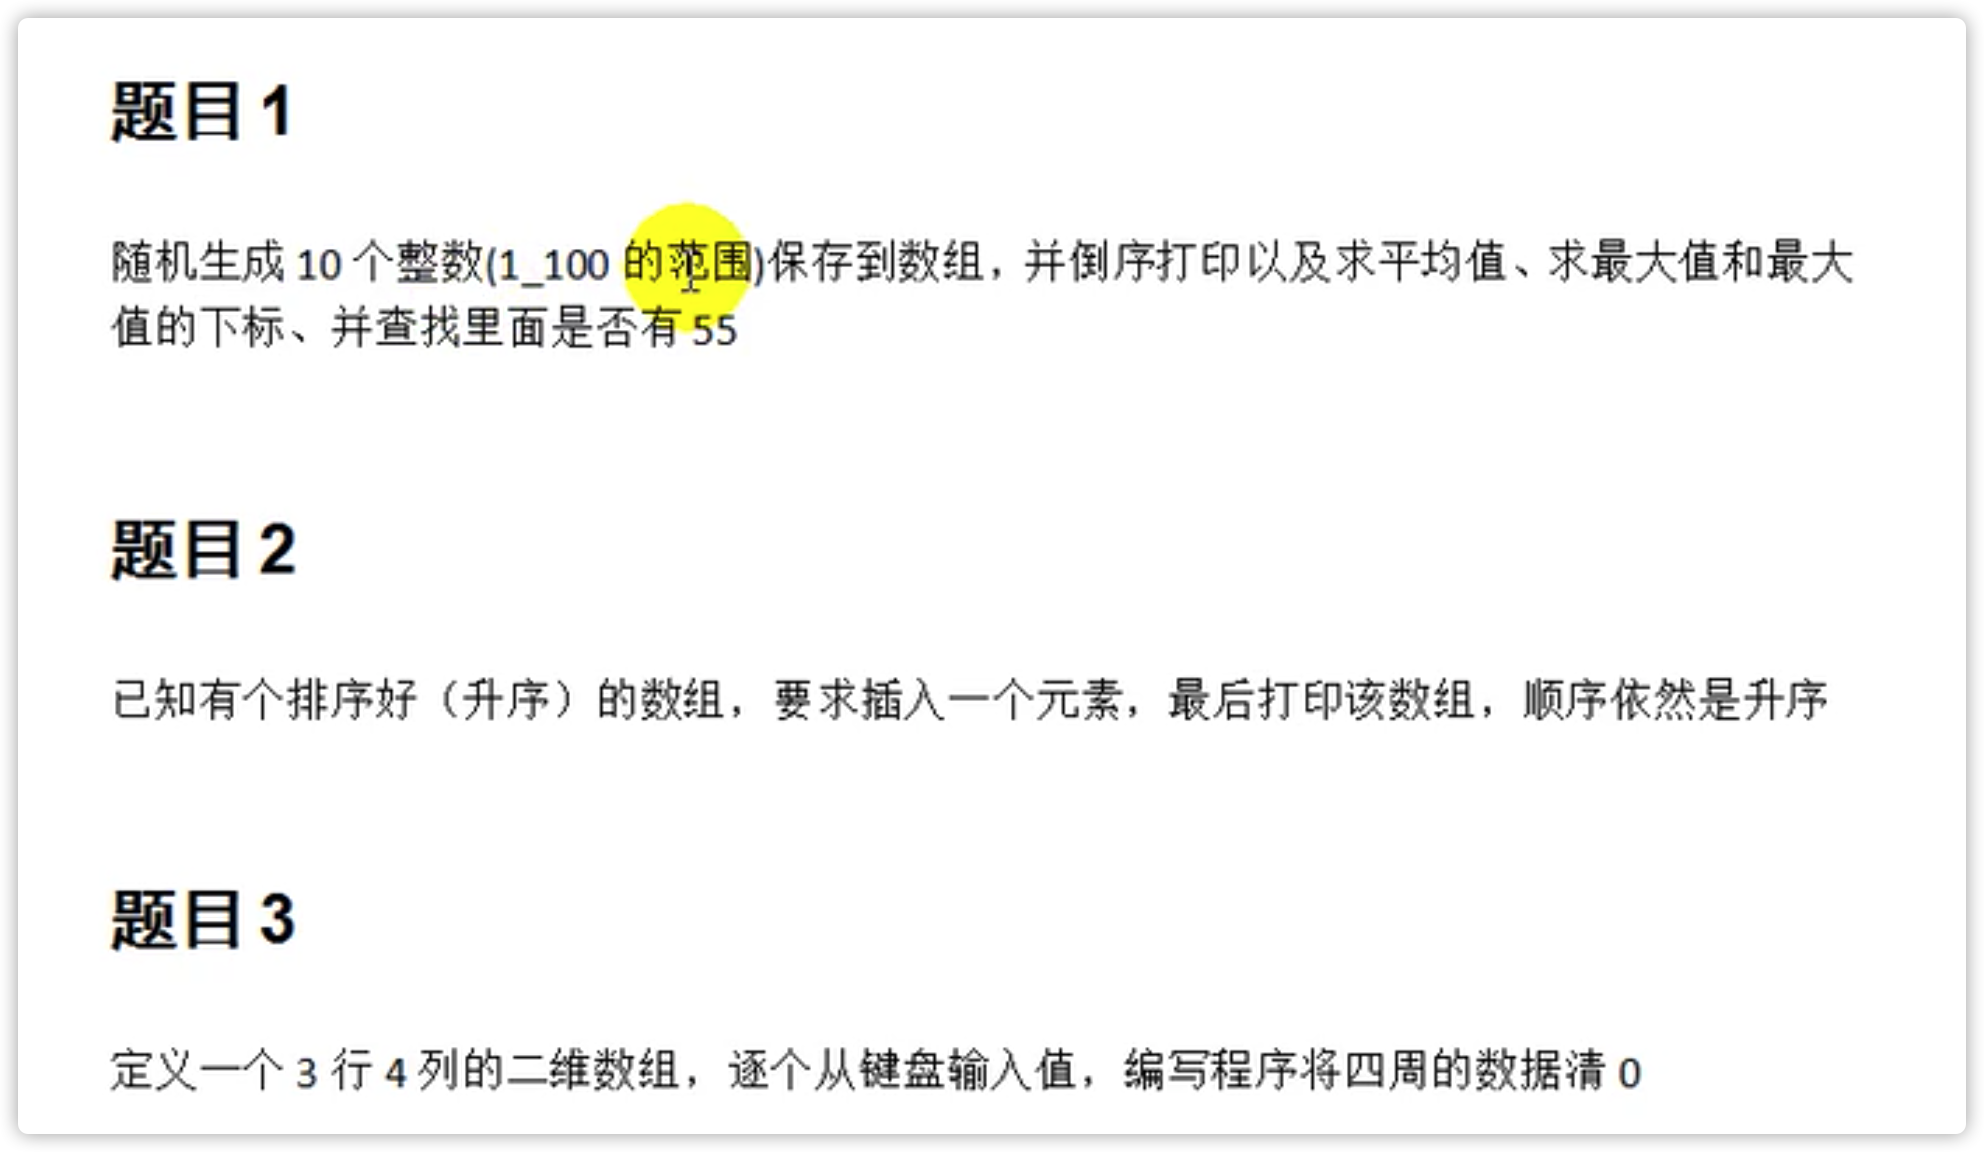 题目 1
随机生成 10 个整数(1_100 的范围)保存到数组，并倒序打印以及求平均值、求最大值和最大
值的下标、并查找里面是否有 55
题目 2
已知有个排序好（升序）的数组，要求插入一个元素，最后打印该数组，顺序依然是升序
题目 3
定义一个 3 行 4 列的二维数组，逐个从键盘输入值，编写程序将四周的数据清 0